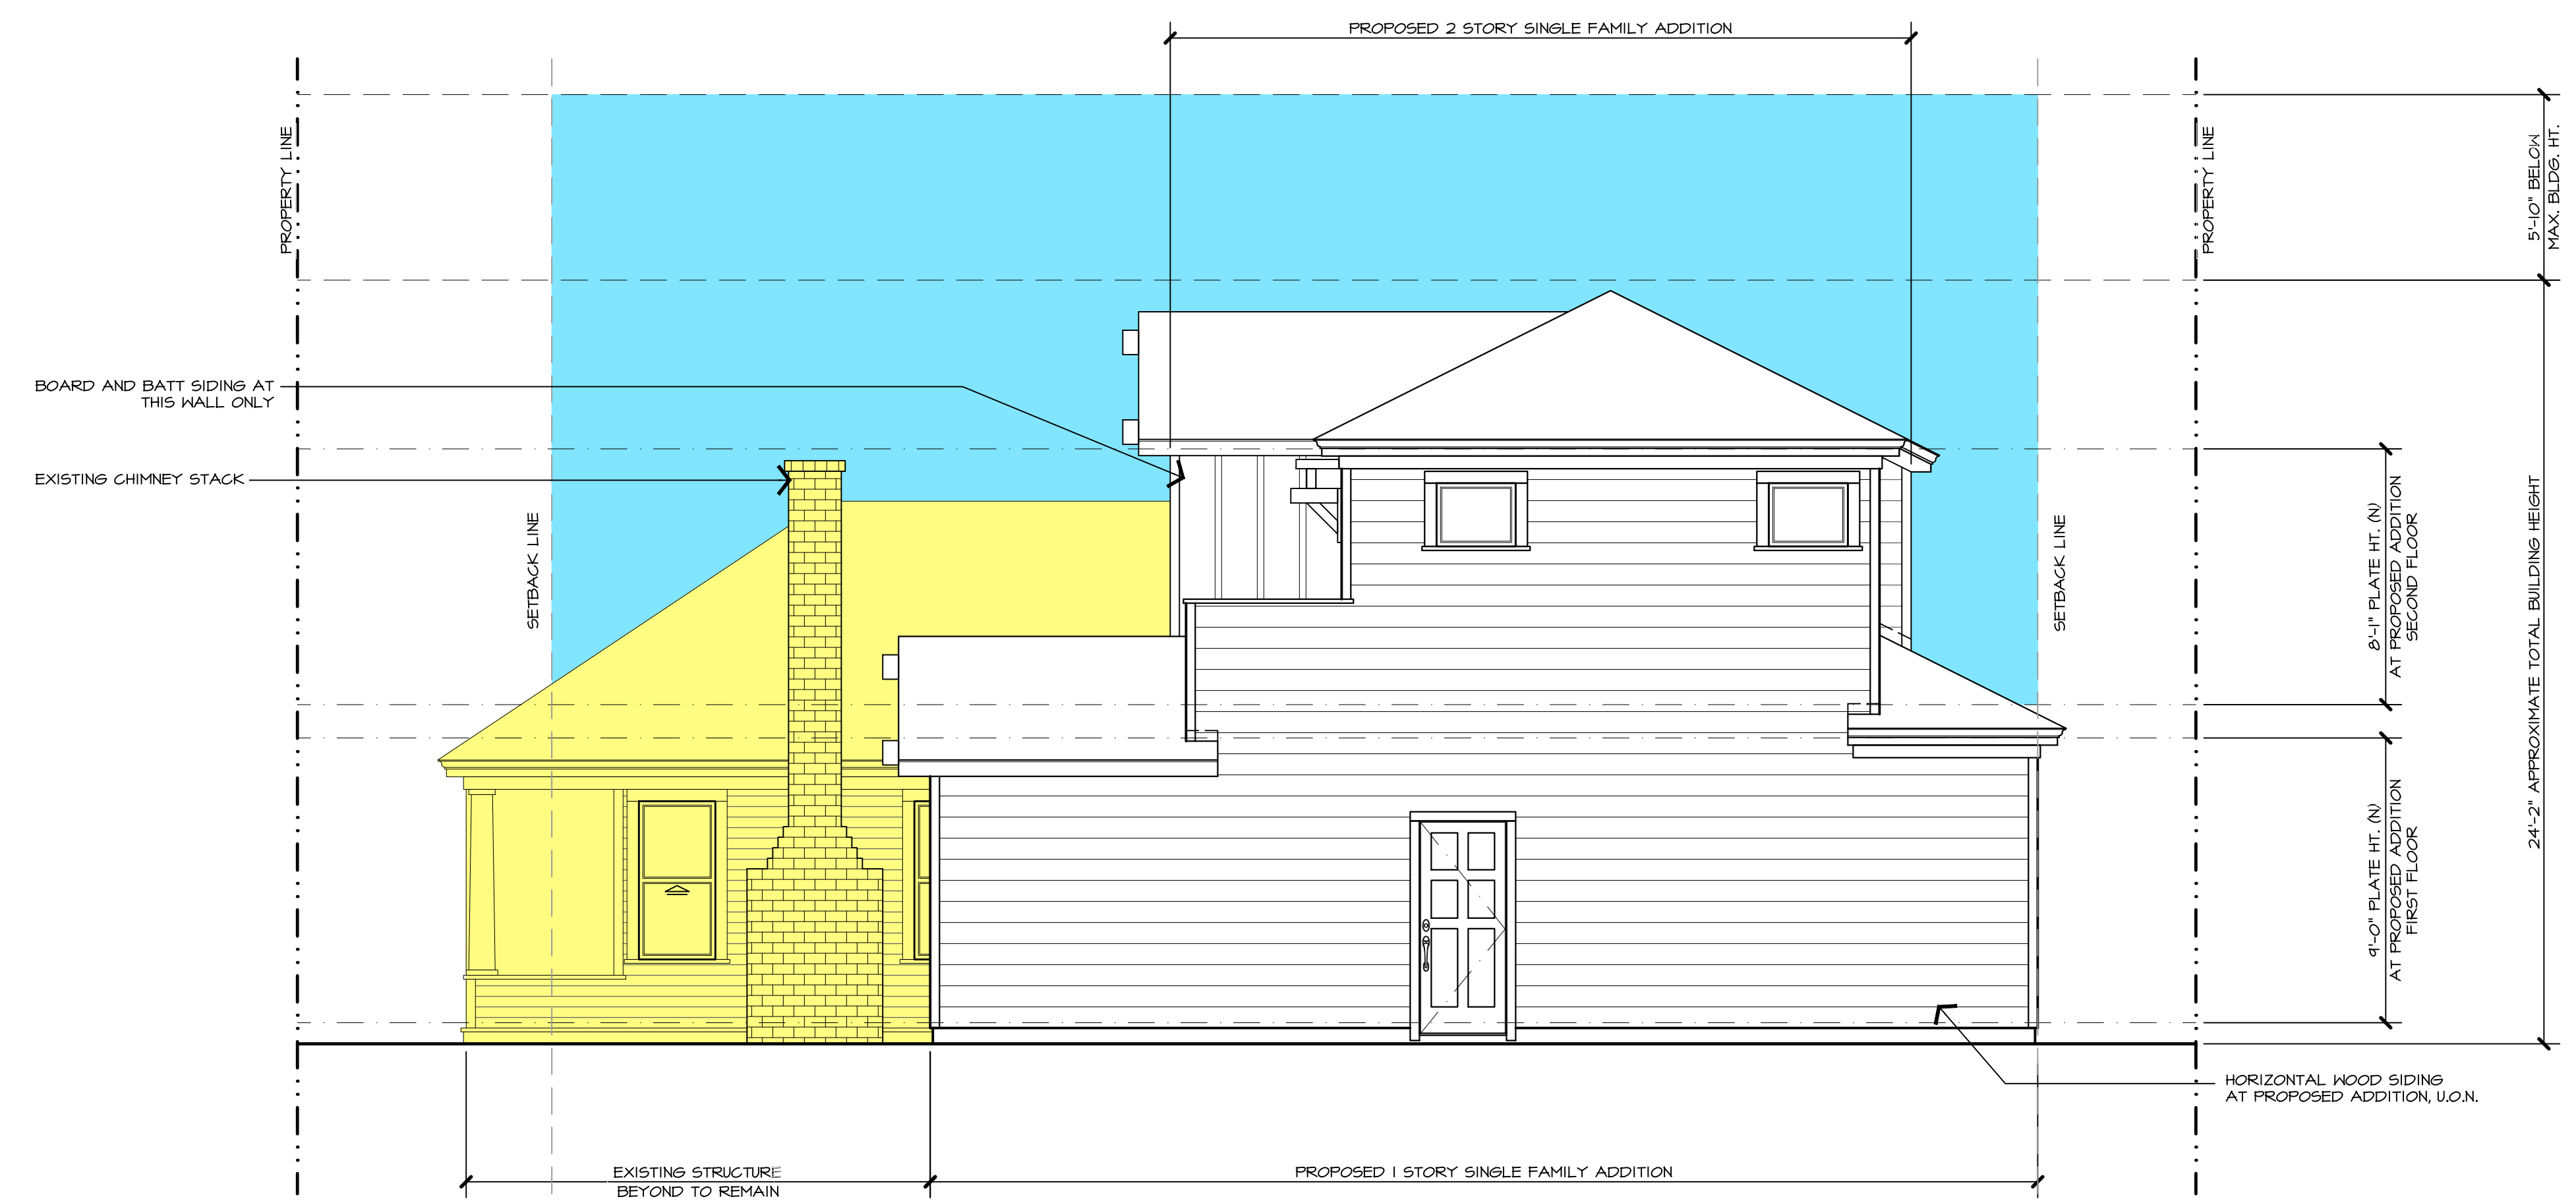 PROPOSED 2 STORY SINGLE FAMILY ADDITION
PROPERTY LINE
PROPERTY LINE
5'-10" BELOW
MAX. BLDG. HT.
BOARD AND BATT SIDING AT
THIS WALL ONLY
EXISTING CHIMNEY STACK
SETBACK LINE
SETBACK LINE
8'-1" PLATE HT. (N)
AT PROPOSED ADDITION
SECOND FLOOR
24'-2" APPROXIMATE TOTAL BUILDING HEIGHT
9'-0" PLATE HT. (N)
AT PROPOSED ADDITION
FIRST FLOOR
HORIZONTAL WOOD SIDING
AT PROPOSED ADDITION, U.O.N.
EXISTING STRUCTURE
BEYOND TO REMAIN
PROPOSED 1 STORY SINGLE FAMILY ADDITION